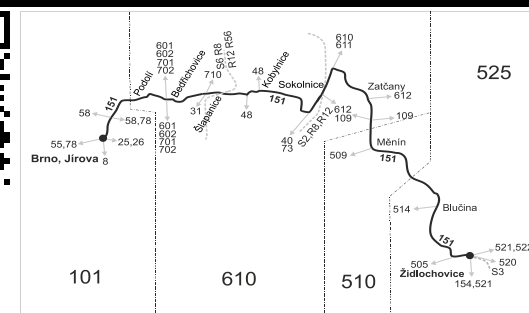 610
611
601
602
701
702
Podolí
Bedřichovice
S6 R8
R12 R56
710
48
Kobylnice
Sokolnice
Zatčany
525
612
151
58
58,78
31
Šlapanice
48
151
612
109
109
55,78
25,26
Brno, Jírova
8
601
602
701
702
40
73
S2,R8,R12
Měnín
509
151
514
Blučina
151
101
610
510
505
Židlochovice
521,522
520
S3
154,521